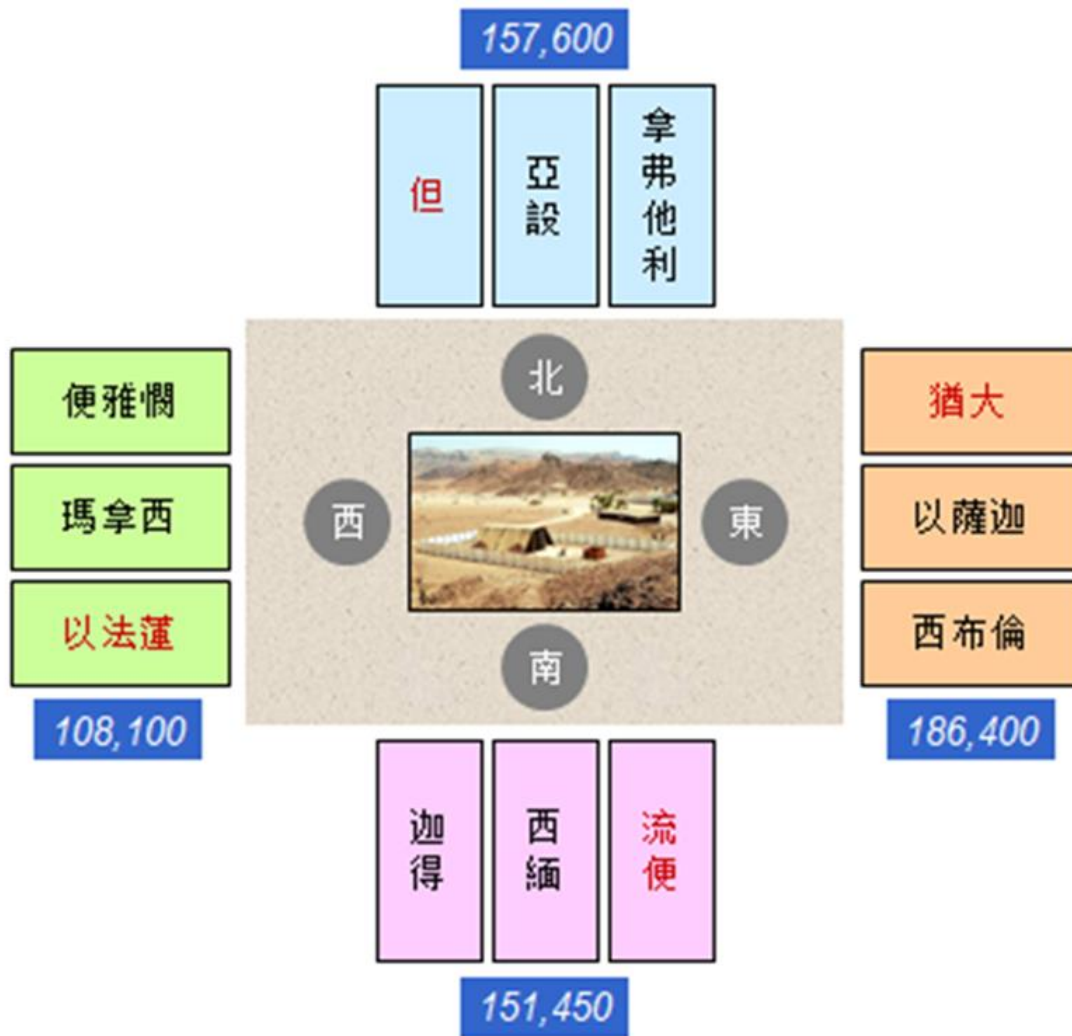 157,600
但
亞設
拿弗他利
北
便雅憫
瑪拿西
以法蓮
108,100
西
東
猶大
以薩迦
西布倫
186,400
南
迦得
西緬
流便
151,450